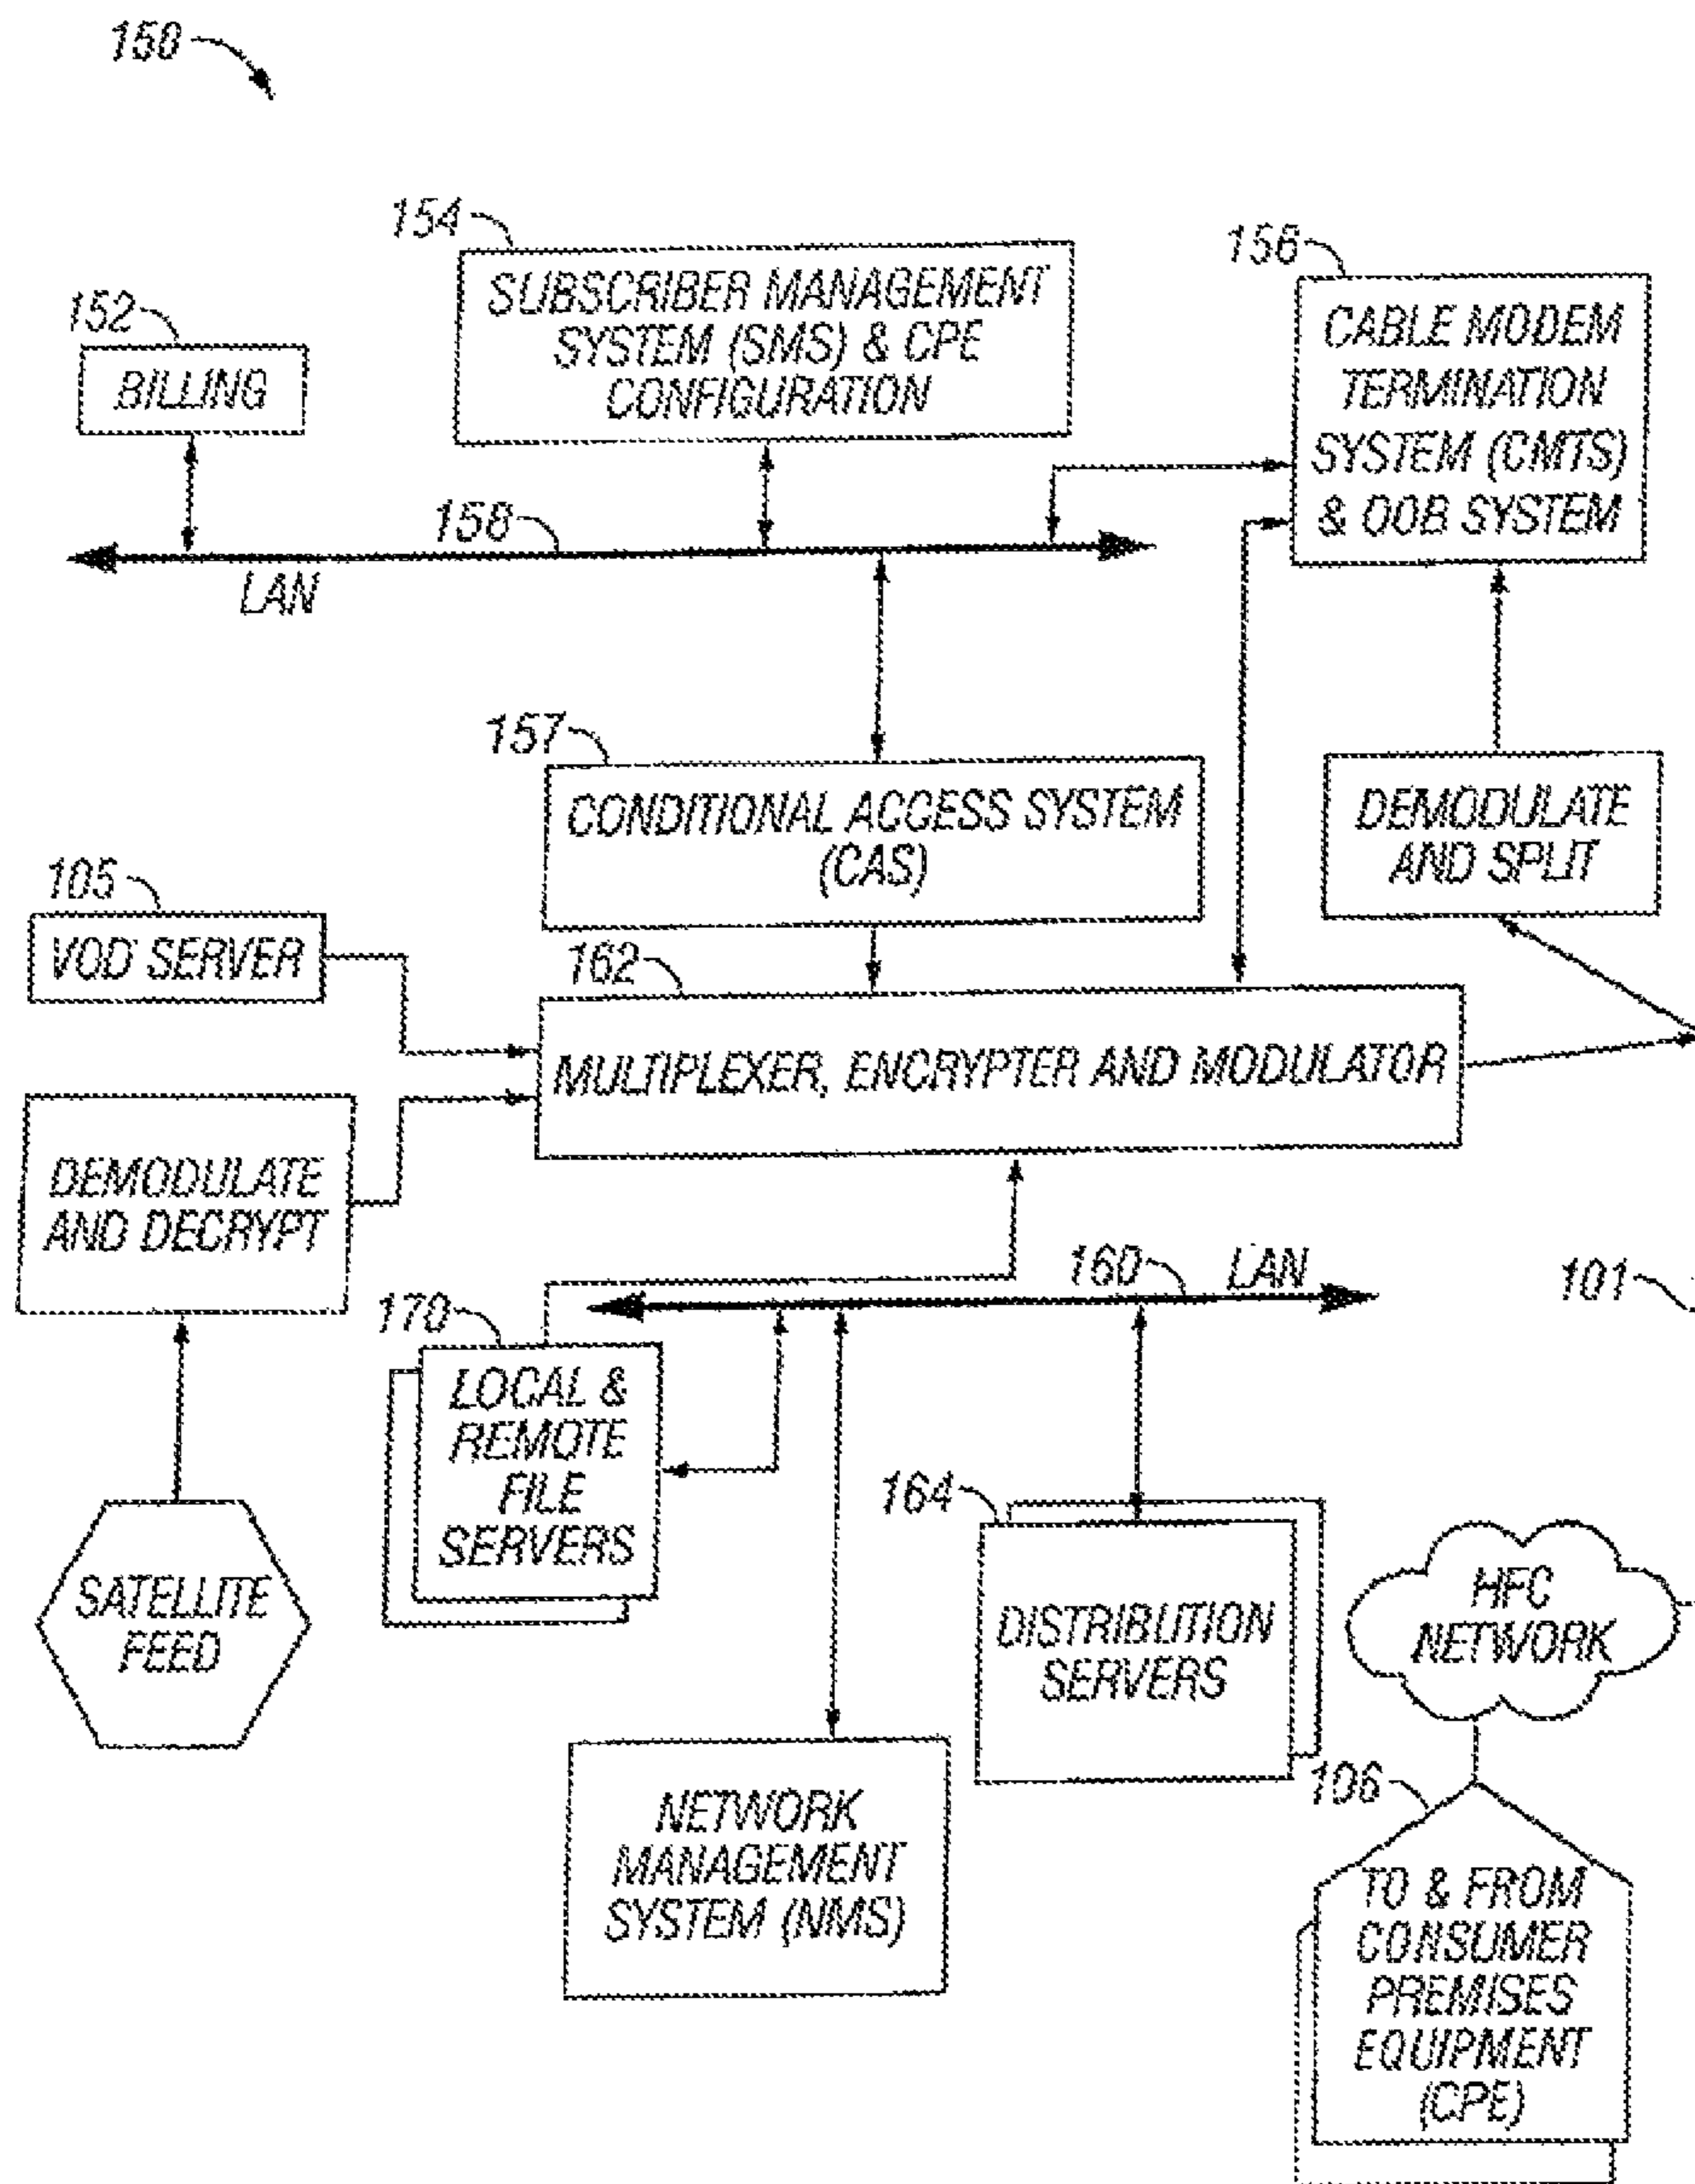 150
154
SUBSCRIBER MANAGEMENT
SYSTEM (SMS) & CPE
CONFIGURATION
156
CABLE MODEM
TERMINATION
SYSTEM (CMTS)
& OOB SYSTEM
152
BILLING
158
LAN
157
CONDITIONAL ACCESS SYSTEM
(CAS)
DEMODULATE
AND SPLIT
105
VOD SERVER
162
MULTIPLEXER, ENCRYPTER AND MODULATOR
DEMODULATE
AND DECRYPT
160
LAN
101
170
LOCAL &
REMOTE
FILE
SERVERS
164
DISTRIBUTION
SERVERS
SATELLITE
FEED
HFC
NETWORK
NETWORK
MANAGEMENT
SYSTEM (NMS)
106
TO & FROM
CONSUMER
PREMISES
EQUIPMENT
(CPE)